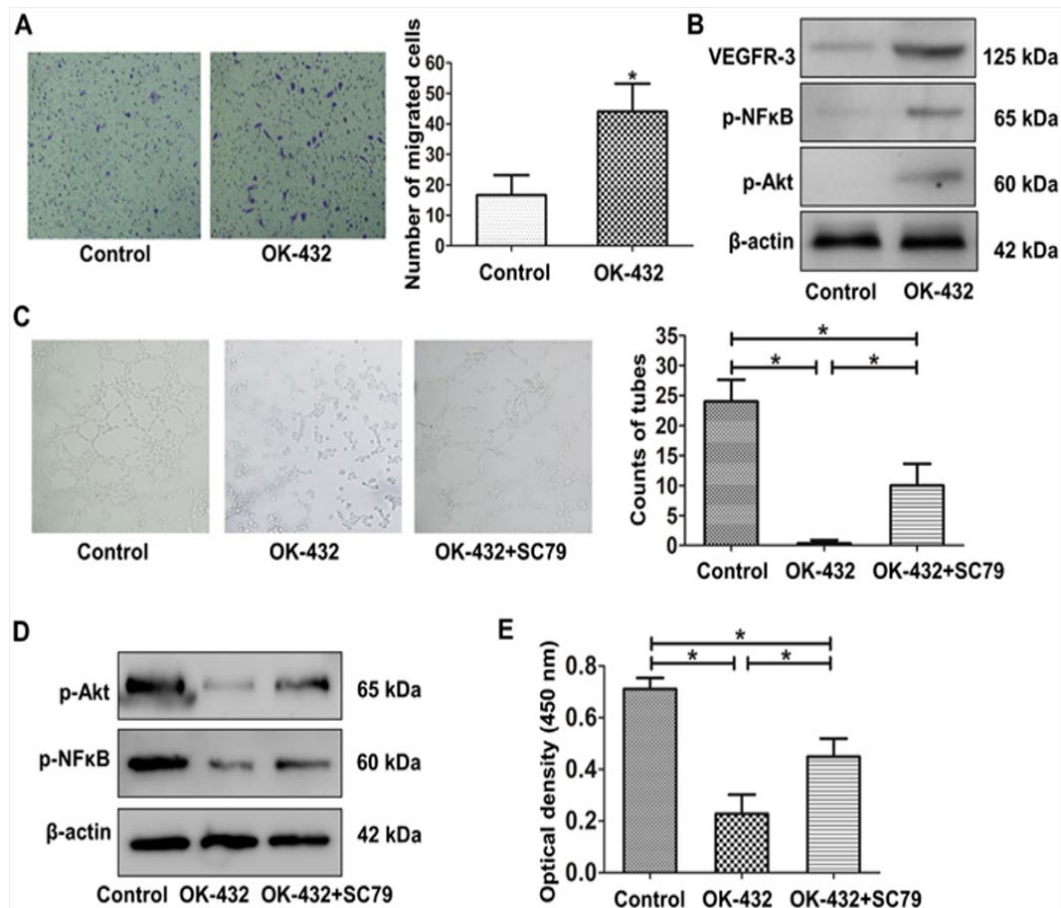 A
Control
OK-432
Number of migrated cells
60
50
40
30
20
10
0
*
Control
OK-432
B
VEGFR-3
125 kDa
p-NFκB
65 kDa
p-Akt
60 kDa
β-actin
42 kDa
Control OK-432
C
Control
OK-432
OK-432+SC79
Counts of tubes
35
30
25
20
15
10
5
0
*
* *
Control OK-432 OK-432+SC79
D
p-Akt
65 kDa
p-NFκB
60 kDa
β-actin
42 kDa
Control OK-432 OK-432+SC79
E
Optical density (450 nm)
0.8
0.6
0.4
0.2
0.0
*
* *
Control OK-432 OK-432+SC79